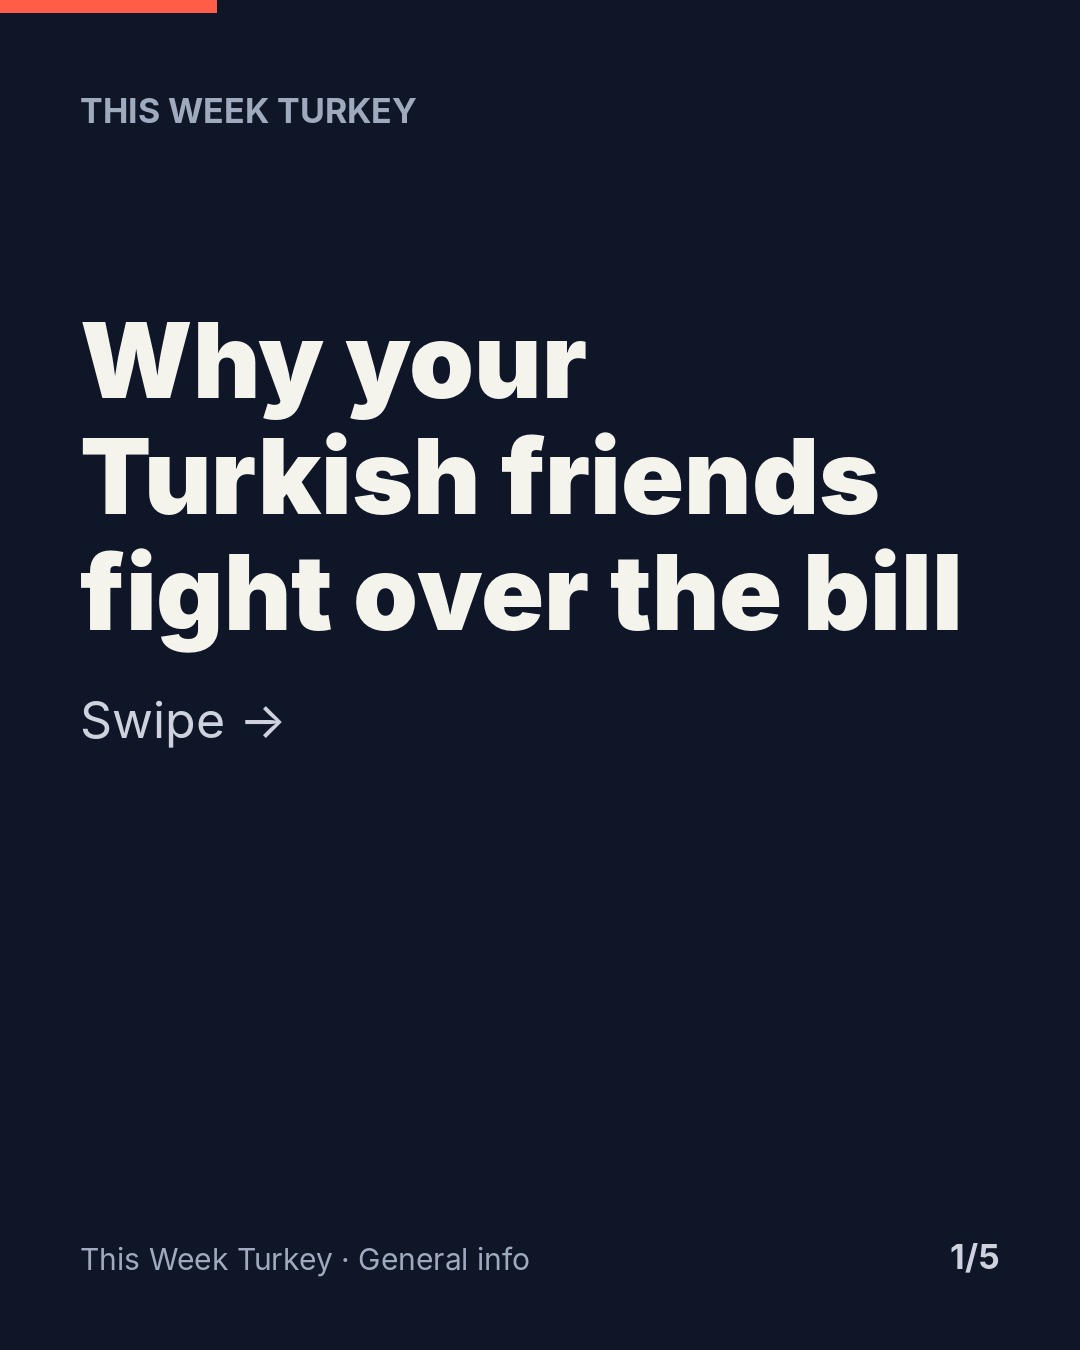 THIS WEEK TURKEY
Why your
Turkish friends
fight over the bill
Swipe →
This Week Turkey · General info
1/5